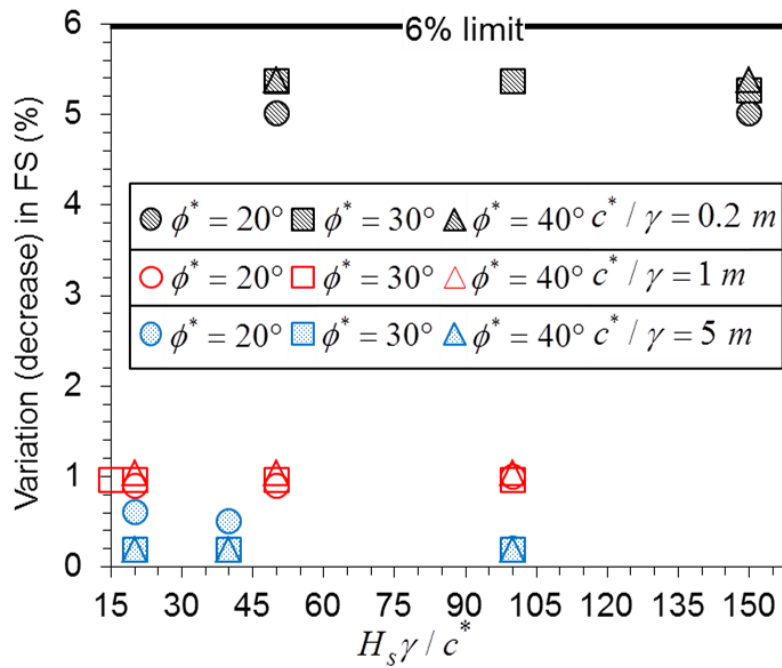 6% limit
Variation (decrease) in FS (%)
6
5
4
3
2
1
0
ϕ* = 20° ϕ* = 30° ϕ* = 40° c* / γ = 0.2 m
ϕ* = 20° ϕ* = 30° ϕ* = 40° c* / γ = 1 m
ϕ* = 20° ϕ* = 30° ϕ* = 40° c* / γ = 5 m
15 30 45 60 75 90 105 120 135 150
H_s γ / c*